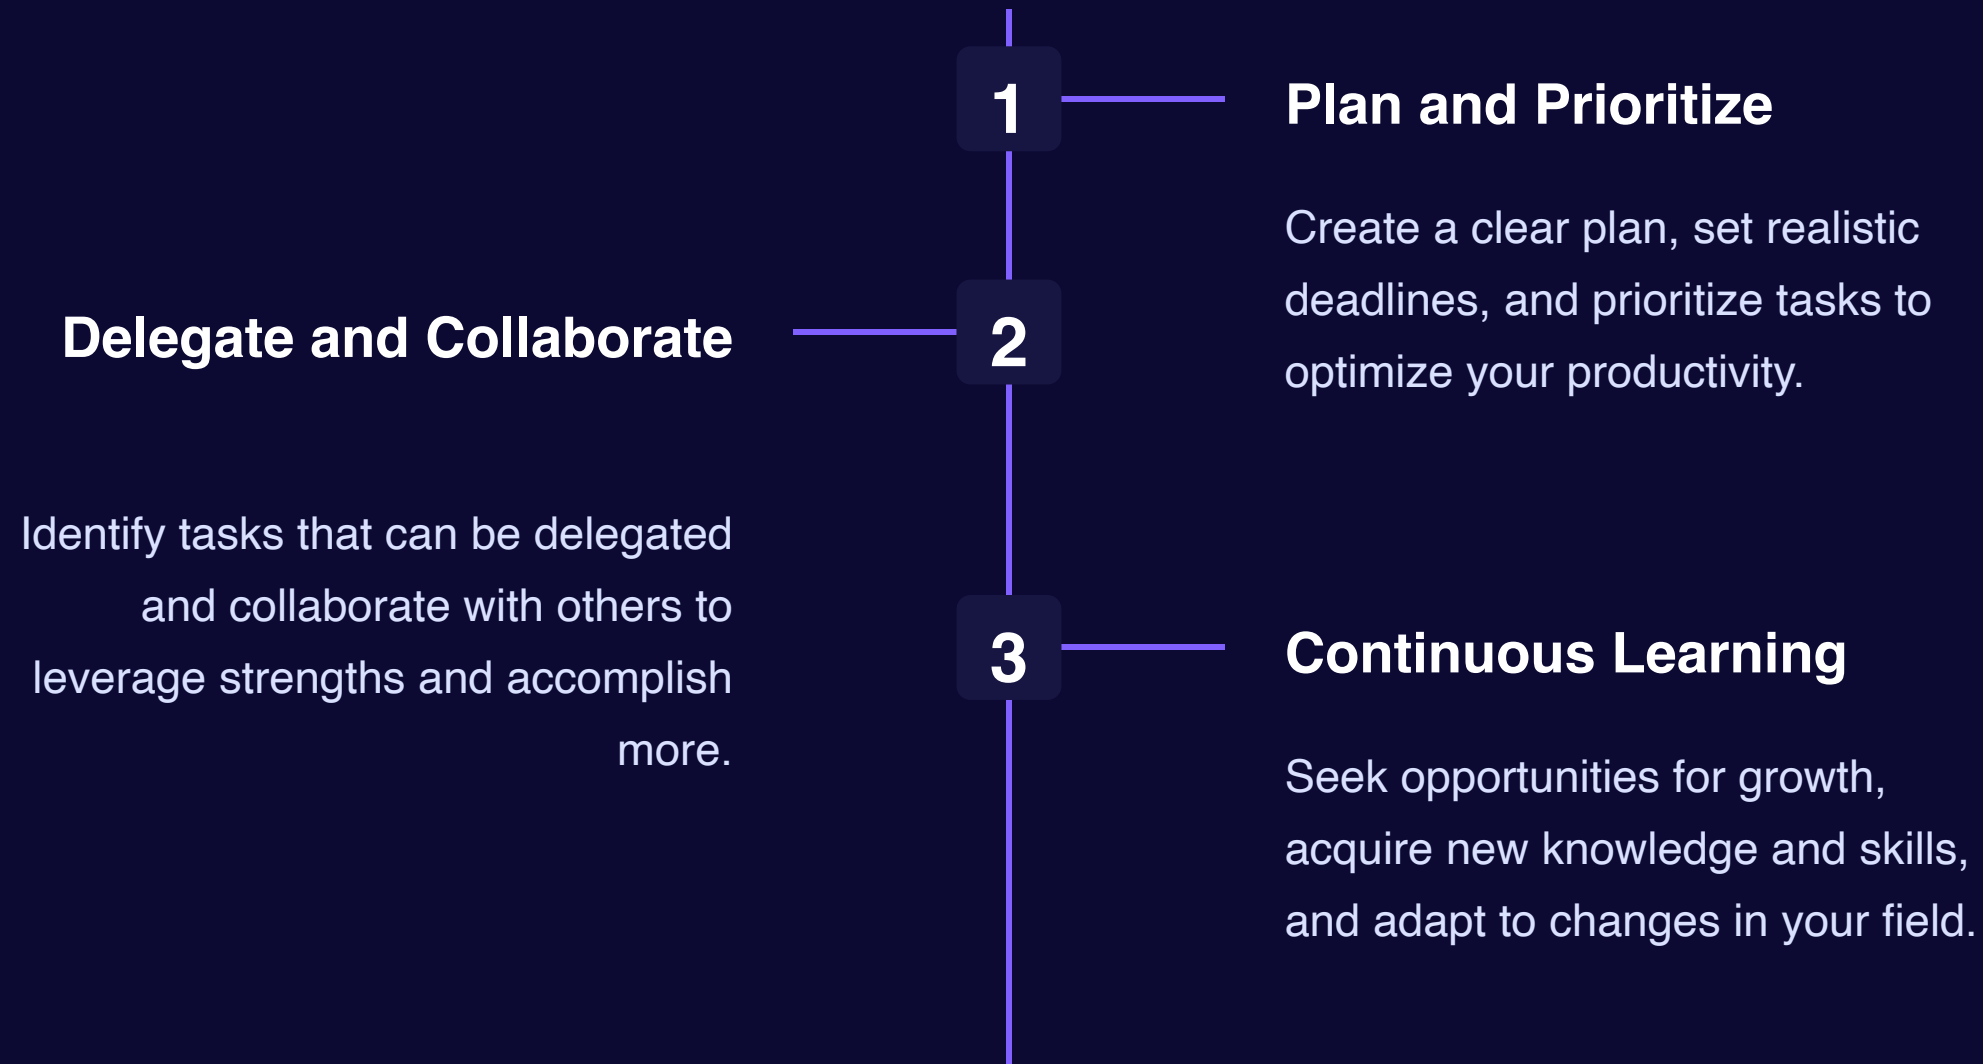 1
Plan and Prioritize
Create a clear plan, set realistic
deadlines, and prioritize tasks to
optimize your productivity.
2
Delegate and Collaborate
Identify tasks that can be delegated
and collaborate with others to
leverage strengths and accomplish
more.
3
Continuous Learning
Seek opportunities for growth,
acquire new knowledge and skills,
and adapt to changes in your field.